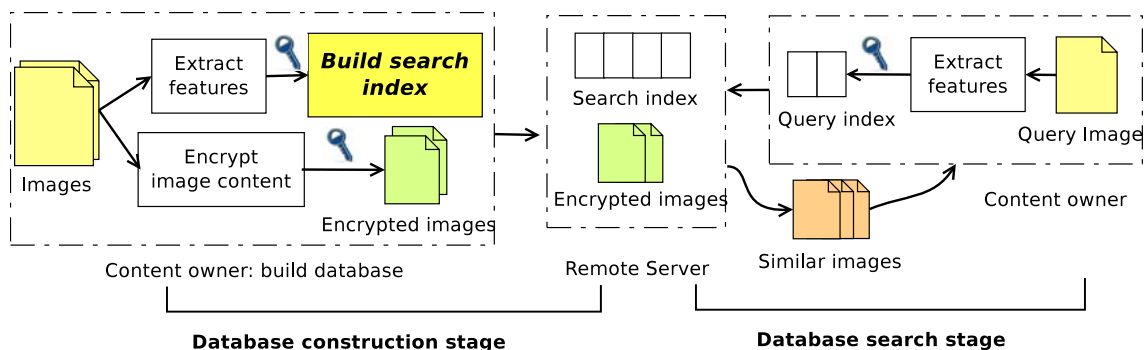 Images
Extract
features
Build search
index
Encrypt
image content
Encrypted images
Content owner: build database
Search index
Encrypted images
Remote Server
Query index
Extract
features
Query Image
Content owner
Similar images
Database construction stage
Database search stage